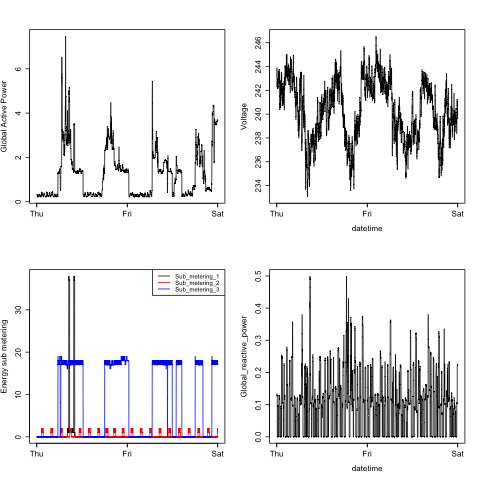 Global Active Power
0 2 4 6
Thu Fri Sat
Voltage
234 236 238 240 242 246
Thu Fri Sat
datetime
Energy sub metering
0 10 20 30
Sub_metering_1
Sub_metering_2
Sub_metering_3
Thu Fri Sat
Global_reactive_power
0.0 0.1 0.2 0.3 0.4 0.5
Thu Fri Sat
datetime